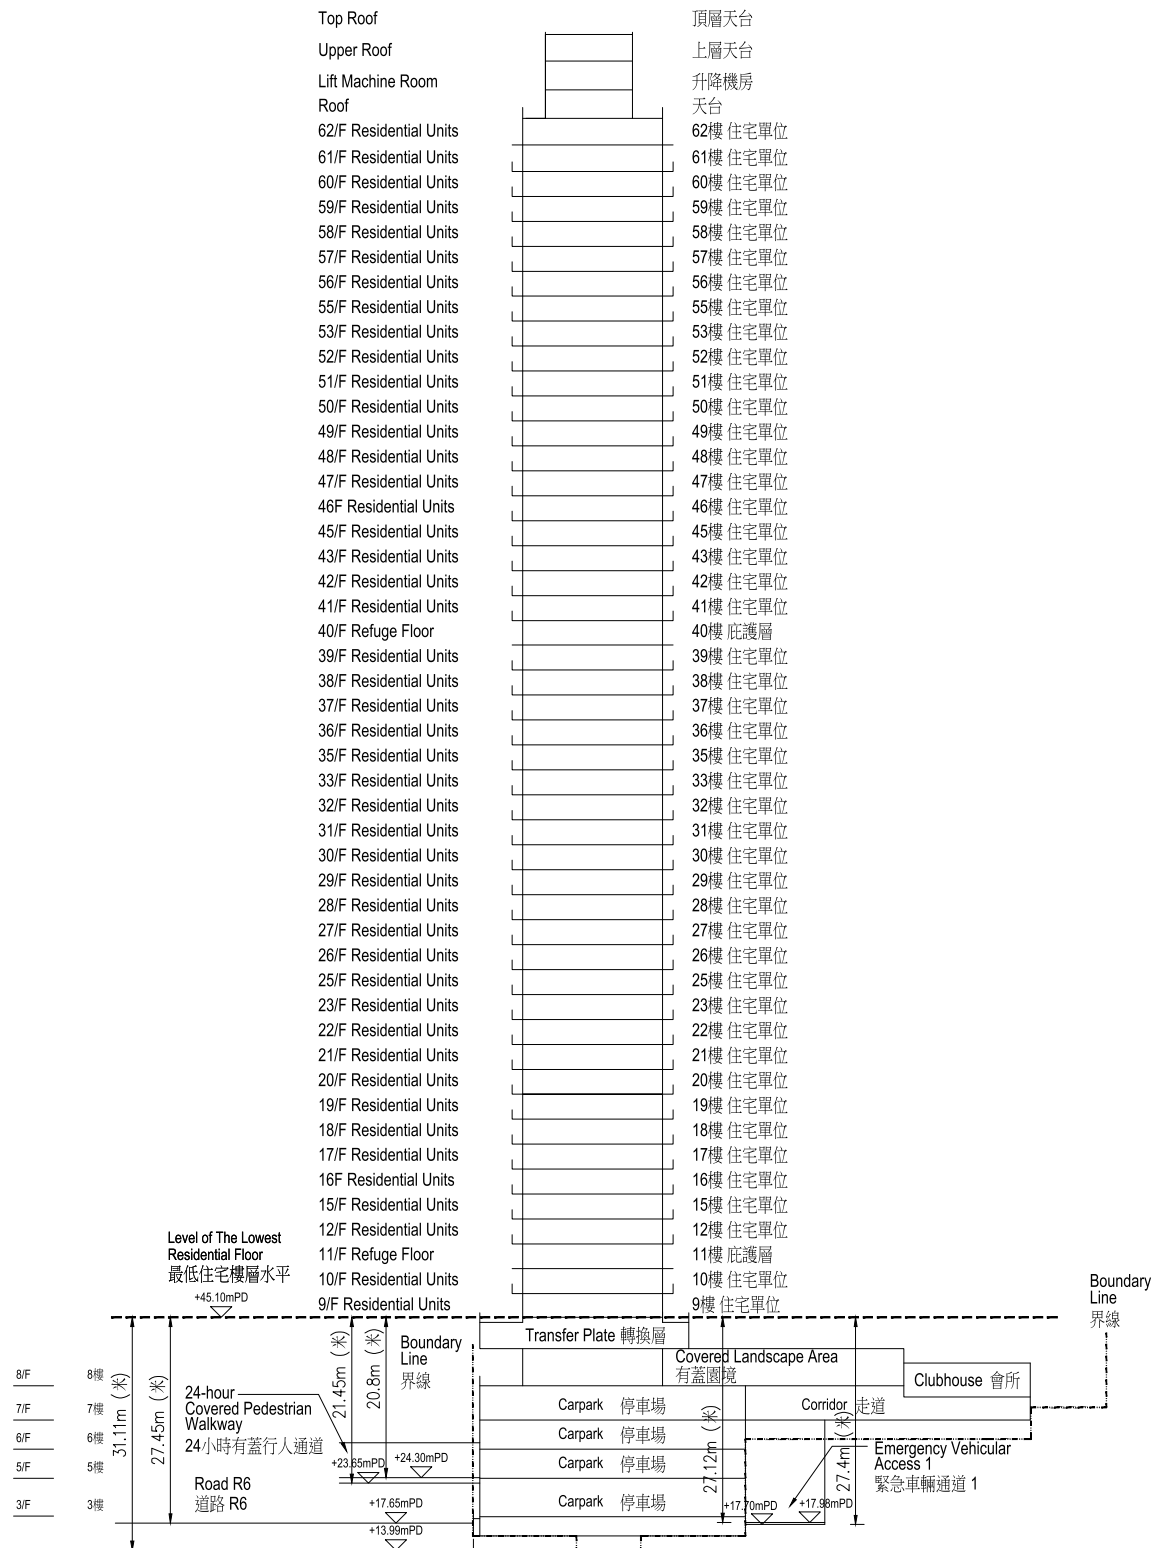 Top Roof 頂層天台
Upper Roof 上層天台
Lift Machine Room 升降機房
Roof 天台
62/F Residential Units 62樓 住宅單位
61/F Residential Units 61樓 住宅單位
60/F Residential Units 60樓 住宅單位
59/F Residential Units 59樓 住宅單位
58/F Residential Units 58樓 住宅單位
57/F Residential Units 57樓 住宅單位
56/F Residential Units 56樓 住宅單位
55/F Residential Units 55樓 住宅單位
53/F Residential Units 53樓 住宅單位
52/F Residential Units 52樓 住宅單位
51/F Residential Units 51樓 住宅單位
50/F Residential Units 50樓 住宅單位
49/F Residential Units 49樓 住宅單位
48/F Residential Units 48樓 住宅單位
47/F Residential Units 47樓 住宅單位
46F Residential Units 46樓 住宅單位
45/F Residential Units 45樓 住宅單位
43/F Residential Units 43樓 住宅單位
42/F Residential Units 42樓 住宅單位
41/F Residential Units 41樓 住宅單位
40/F Refuge Floor 40樓 庇護層
39/F Residential Units 39樓 住宅單位
38/F Residential Units 38樓 住宅單位
37/F Residential Units 37樓 住宅單位
36/F Residential Units 36樓 住宅單位
35/F Residential Units 35樓 住宅單位
33/F Residential Units 33樓 住宅單位
32/F Residential Units 32樓 住宅單位
31/F Residential Units 31樓 住宅單位
30/F Residential Units 30樓 住宅單位
29/F Residential Units 29樓 住宅單位
28/F Residential Units 28樓 住宅單位
27/F Residential Units 27樓 住宅單位
26/F Residential Units 26樓 住宅單位
25/F Residential Units 25樓 住宅單位
23/F Residential Units 23樓 住宅單位
22/F Residential Units 22樓 住宅單位
21/F Residential Units 21樓 住宅單位
20/F Residential Units 20樓 住宅單位
19/F Residential Units 19樓 住宅單位
18/F Residential Units 18樓 住宅單位
17/F Residential Units 17樓 住宅單位
16F Residential Units 16樓 住宅單位
15/F Residential Units 15樓 住宅單位
12/F Residential Units 12樓 住宅單位
11/F Refuge Floor 11樓 庇護層
10/F Residential Units 10樓 住宅單位
9/F Residential Units 9樓 住宅單位
Level of The Lowest
Residential Floor
最低住宅樓層水平
+45.10mPD
Boundary
Line
界線
Transfer Plate 轉換層
Boundary
Line
界線
Covered Landscape Area
有蓋園境
Clubhouse 會所
8/F 8樓
7/F 7樓
6/F 6樓
5/F 5樓
3/F 3樓
31.11m (米)
27.45m (米)
21.45m (米)
20.8m (米)
27.12m (米)
27.4m (米)
24-hour
Covered Pedestrian
Walkway
24小時有蓋行人通道
Carpark 停車場
Corridor 走道
Carpark 停車場
Carpark 停車場
Carpark 停車場
Emergency Vehicular
Access 1
緊急車輛通道 1
+23.65mPD
+24.30mPD
Road R6
道路 R6
+17.65mPD
+13.99mPD
+17.70mPD
+17.98mPD